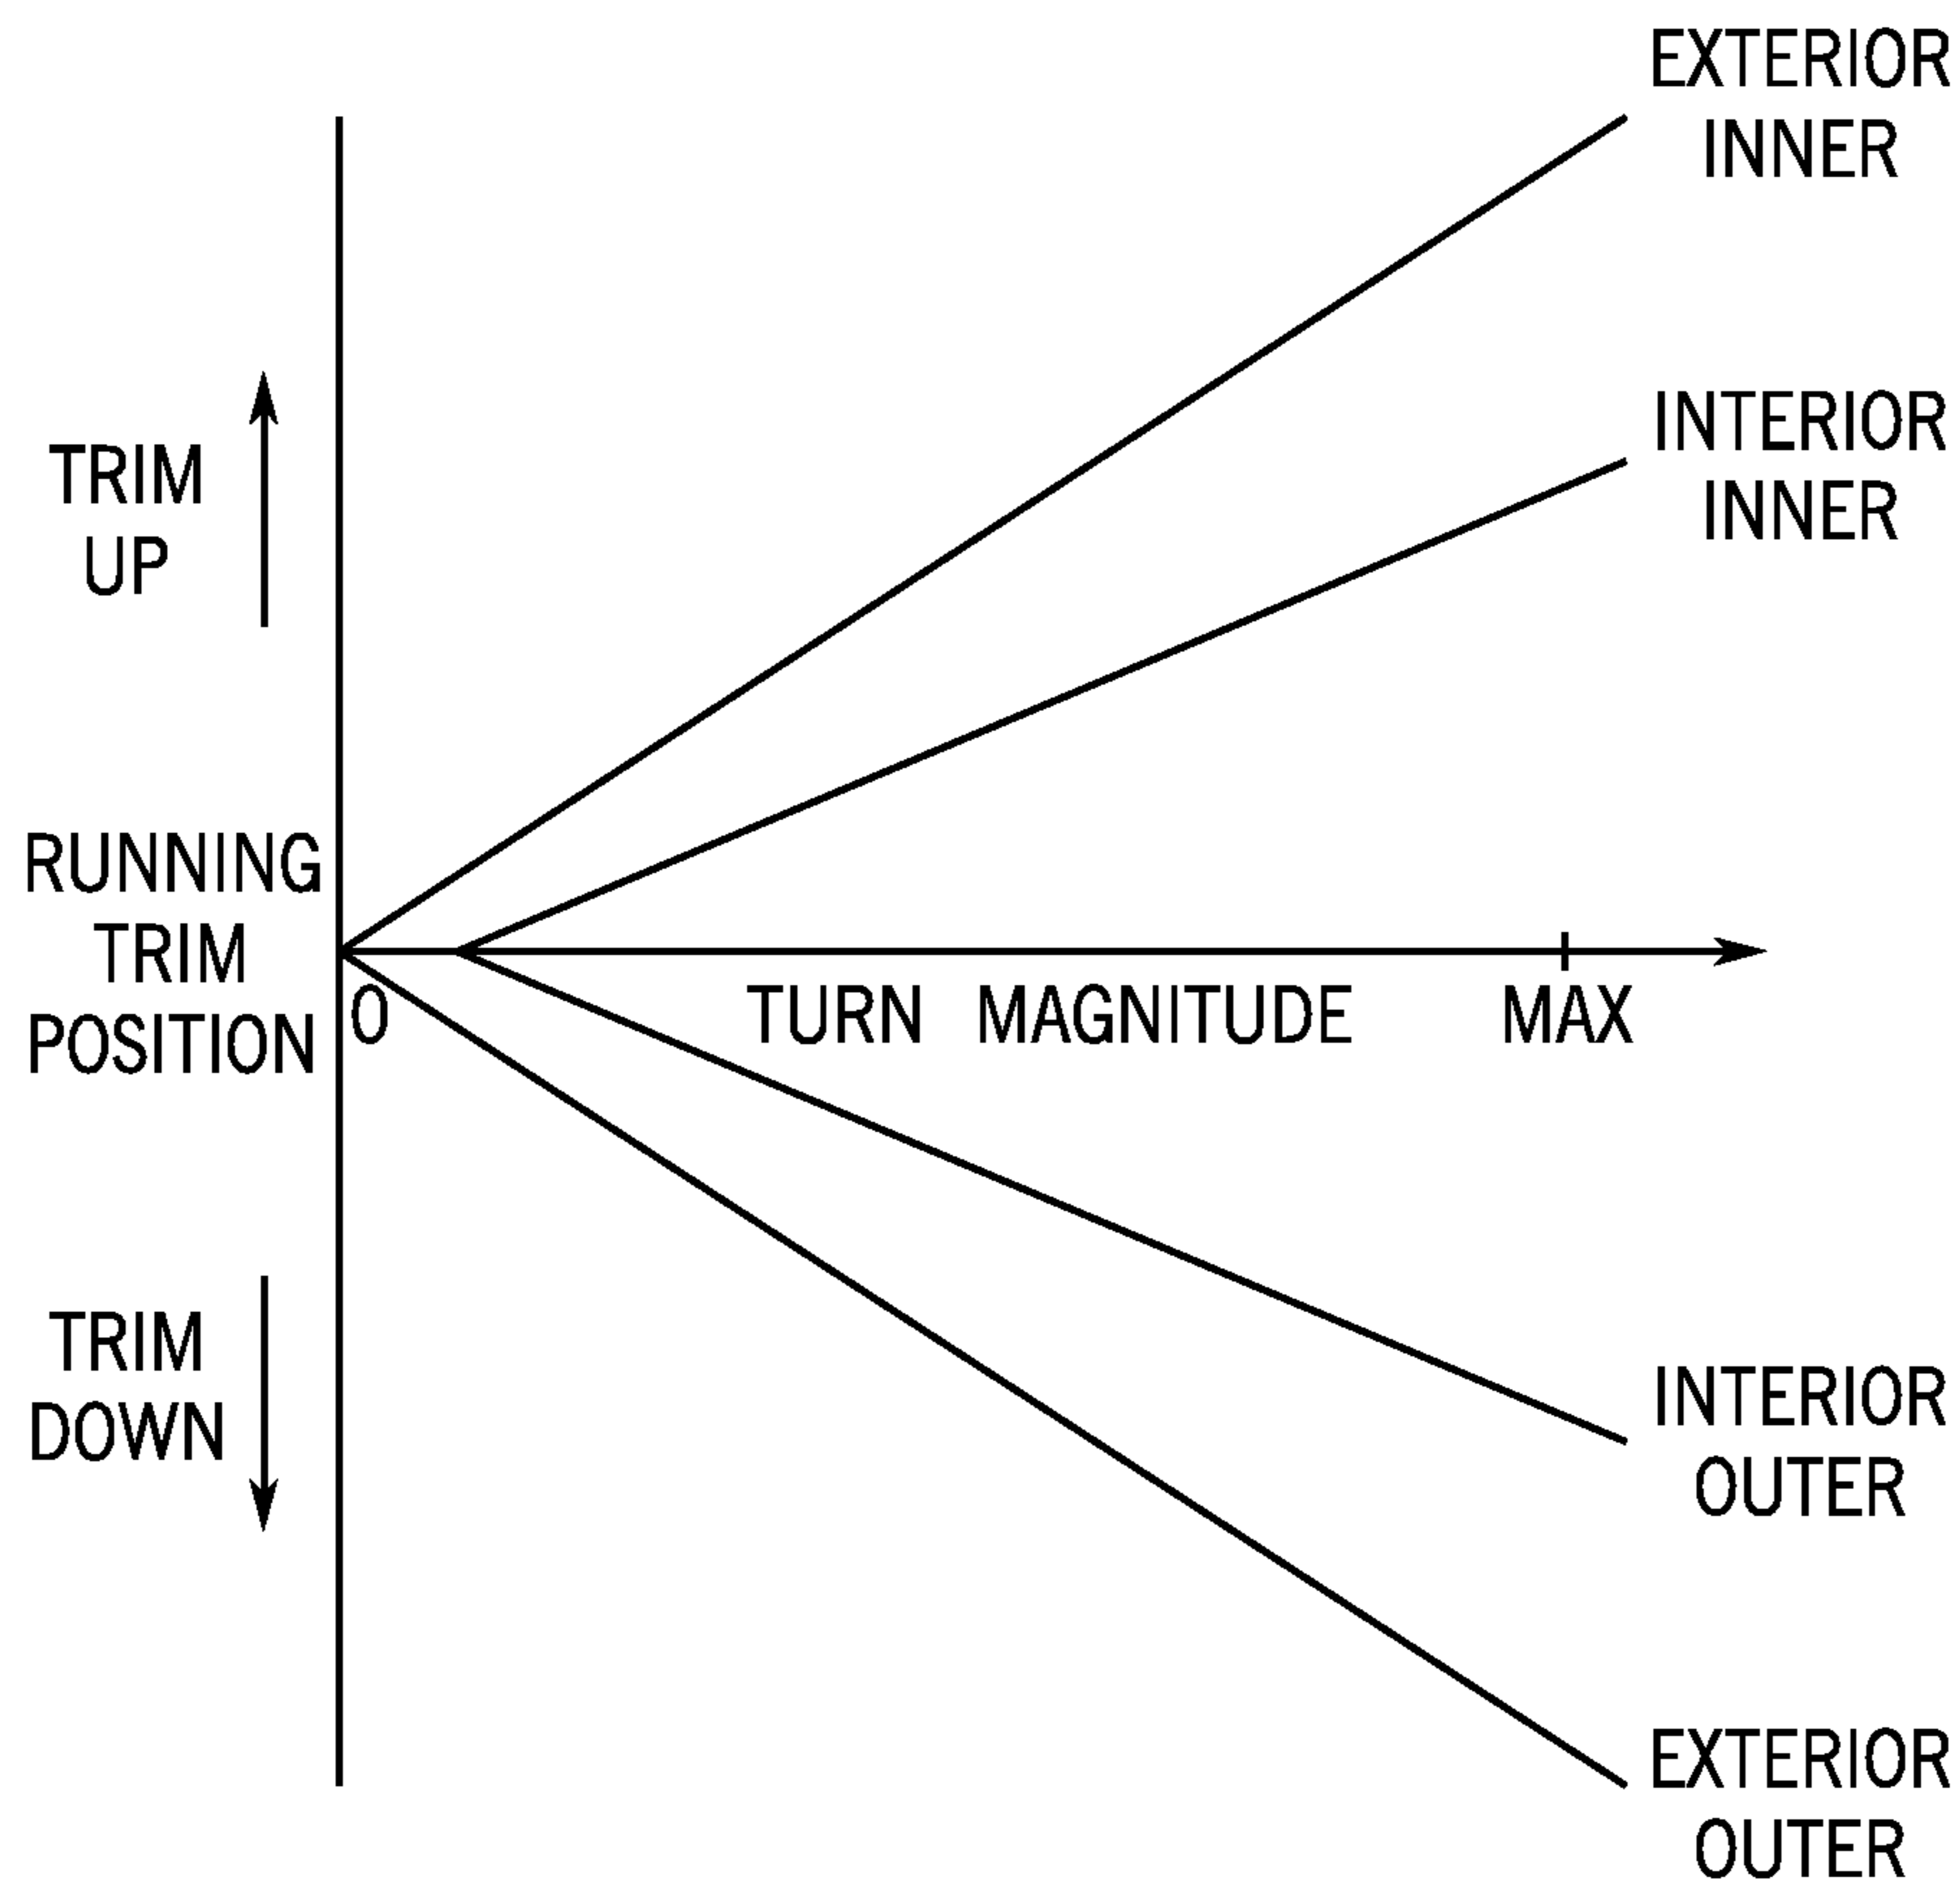 EXTERIOR
INNER
INTERIOR
INNER
TRIM
UP
RUNNING
TRIM
POSITION
0
TURN MAGNITUDE
MAX
TRIM
DOWN
INTERIOR
OUTER
EXTERIOR
OUTER